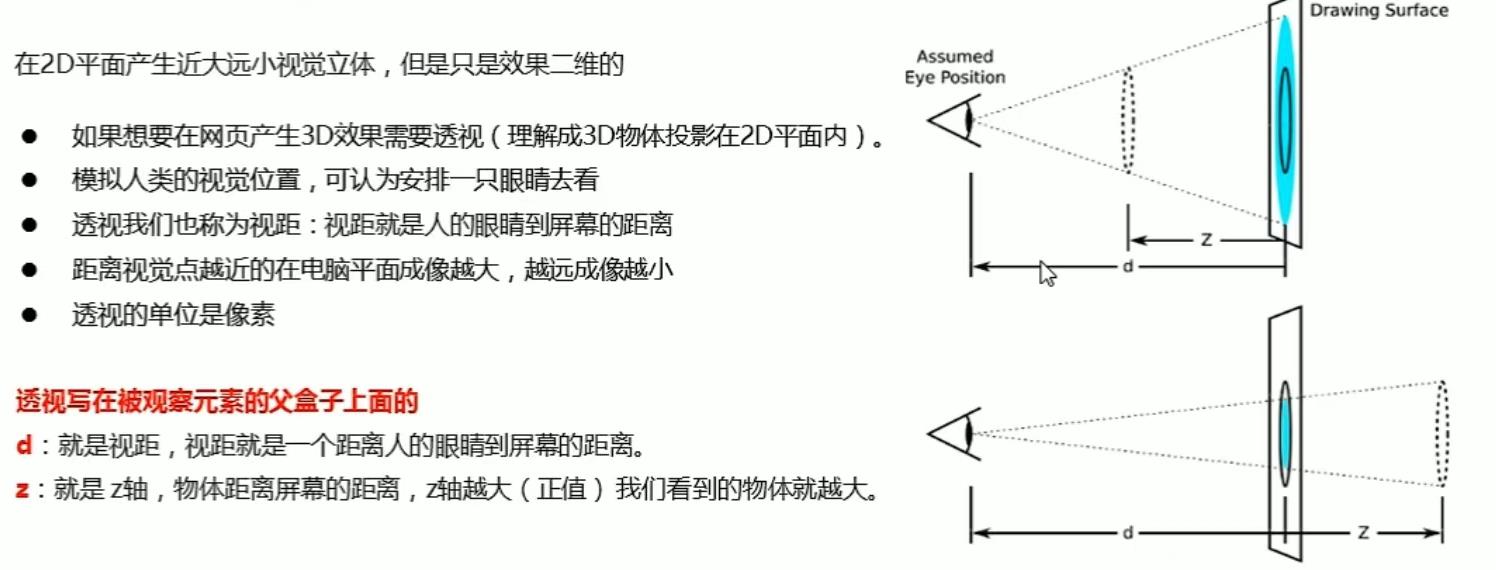 在2D平面产生近大远小视觉立体，但是只是效果二维的
● 如果想要在网页产生3D效果需要透视（理解成3D物体投影在2D平面内）。
● 模拟人类的视觉位置，可认为安排一只眼睛去看
● 透视我们也称为视距：视距就是人的眼睛到屏幕的距离
● 距离视觉点越近的在电脑平面成像越大，越远成像越小
● 透视的单位是像素
透视写在被观察元素的父盒子上面的
d：就是视距，视距就是一个距离人的眼睛到屏幕的距离。
z：就是 z轴，物体距离屏幕的距离，z轴越大（正值） 我们看到的物体就越大。
Drawing Surface
Assumed
Eye Position
Z
d
d
Z